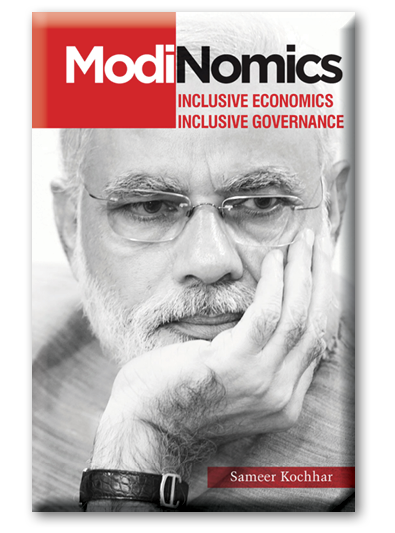 ModiNomics
INCLUSIVE ECONOMICS
INCLUSIVE GOVERNANCE
Sameer Kochhar